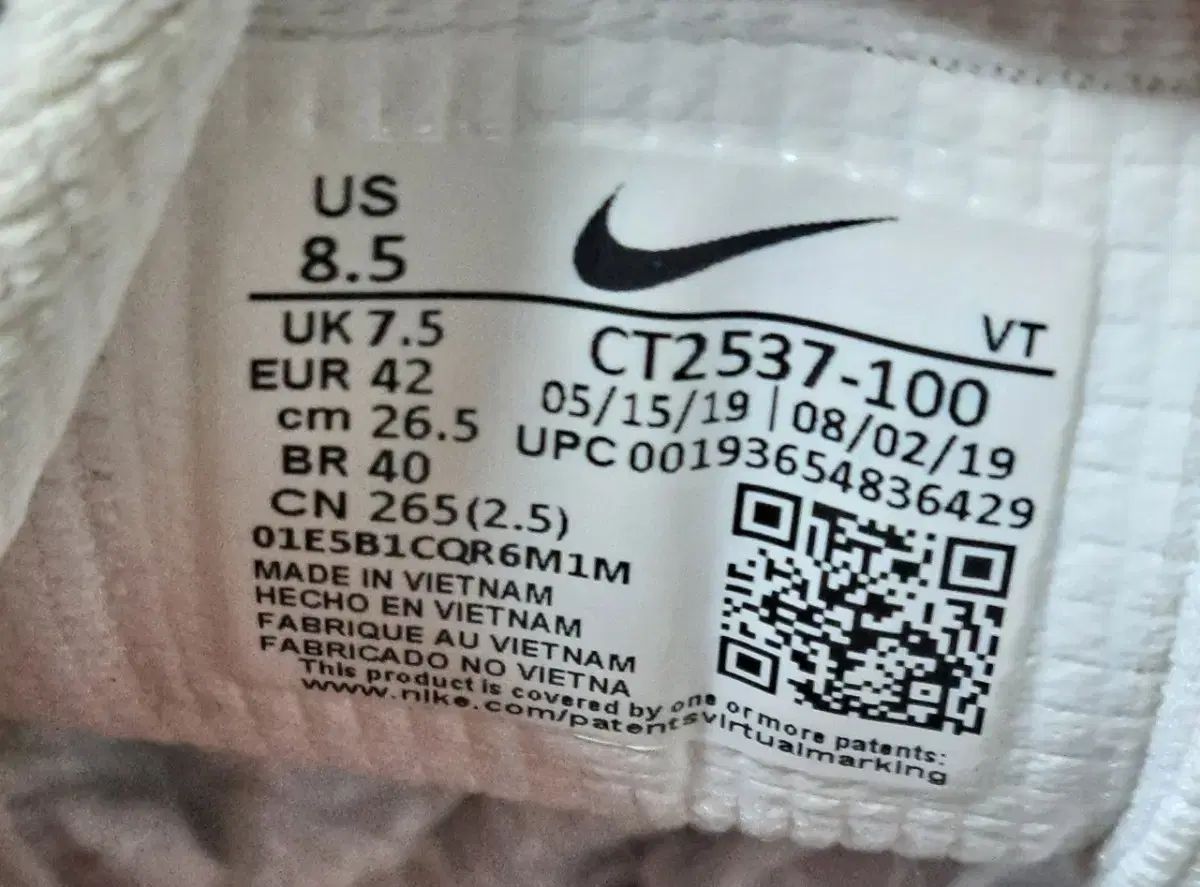 US
8.5
VT
UK 7.5
EUR 42
cm 26.5
BR 40
CN 265(2.5)
CT2537-100
05/15/19 | 08/02/19
UPC 00193654836429
01E5B1CQR6M1M
MADE IN VIETNAM
HECHO EN VIETNAM
FABRIQUE AU VIETNAM
FABRICADO NO VIETNA
This product is covered by one or more patents:
www.nike.com/patentsvirtualmarking